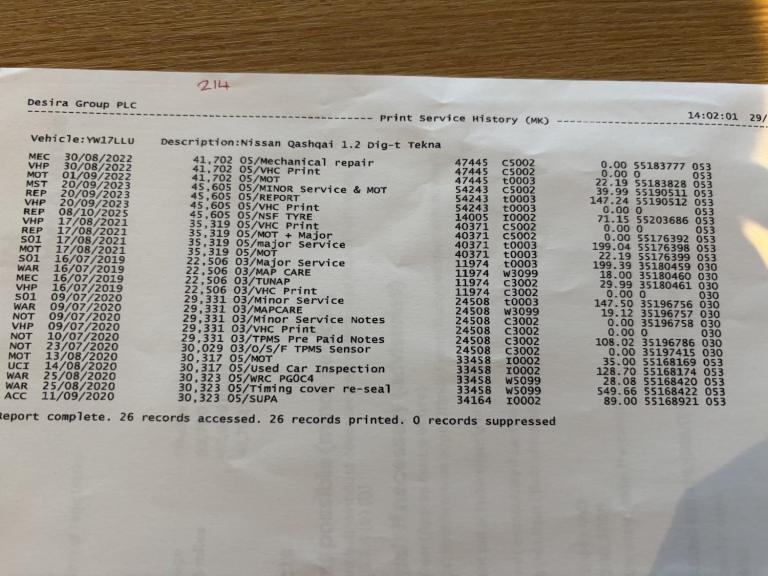 214
Desira Group PLC
Print Service History (MK) 14:02:01 29/
Vehicle:YW17LLU Description:Nissan Qashqai 1.2 Dig-t Tekna
MEC 30/08/2022 41,702 05/Mechanical repair 47445 C5002 0.00 55183777 053
VHP 30/08/2022 41,702 05/VHC Print 47445 C5002 0.00 0 053
MOT 01/09/2022 41,702 05/MOT 47445 t0003 22.19 55183828 053
MST 20/09/2023 45,605 05/MINOR Service & MOT 54243 C5002 39.99 55190511 053
REP 20/09/2023 45,605 05/REPORT 54243 t0003 147.24 55190512 053
VHP 20/09/2023 45,605 05/VHC Print 54243 t0003 0.00 0 053
REP 08/10/2025 45,605 05/NSF TYRE 14005 I0002 71.15 55203686 053
VHP 17/08/2021 35,319 05/VHC Print 40371 C5002 0.00 0 053
REP 17/08/2021 35,319 05/MOT + Major 40371 C5002 0.00 55176392 053
S01 17/08/2021 35,319 05/major Service 40371 t0003 199.04 55176398 053
MOT 17/08/2021 35,319 05/MOT 40371 t0003 22.19 55176399 053
S01 16/07/2019 22,506 03/Major Service 11974 t0003 199.39 35180459 030
WAR 16/07/2019 22,506 03/MAP CARE 11974 W3099 18.00 35180460 030
MEC 16/07/2019 22,506 03/TUNAP 11974 C3002 29.99 35180461 030
VHP 16/07/2019 22,506 03/VHC Print 11974 C3002 0.00 0 030
S01 09/07/2020 29,331 03/Minor Service 24508 t0003 147.50 35196756 030
WAR 09/07/2020 29,331 03/MAPCARE 24508 W3099 19.12 35196757 030
NOT 09/07/2020 29,331 03/Minor Service Notes 24508 C3002 0.00 35196758 030
VHP 09/07/2020 29,331 03/VHC Print 24508 C3002 0.00 0 030
NOT 10/07/2020 29,331 03/TPMS Pre Paid Notes 24508 C3002 108.02 35196786 030
NOT 23/07/2020 30,029 03/O/S/F TPMS Sensor 24508 C3002 0.00 35197415 030
MOT 13/08/2020 30,317 05/MOT 33458 I0002 35.00 55168169 053
UCI 14/08/2020 30,317 05/Used Car Inspection 33458 I0002 128.70 55168174 053
WAR 25/08/2020 30,323 05/WRC PG0C4 33458 W5099 28.08 55168420 053
WAR 25/08/2020 30,323 05/Timing cover re-seal 33458 W5099 549.66 55168422 053
ACC 11/09/2020 30,323 05/SUPA 34164 I0002 89.00 55168921 053
Report complete. 26 records accessed. 26 records printed. 0 records suppressed